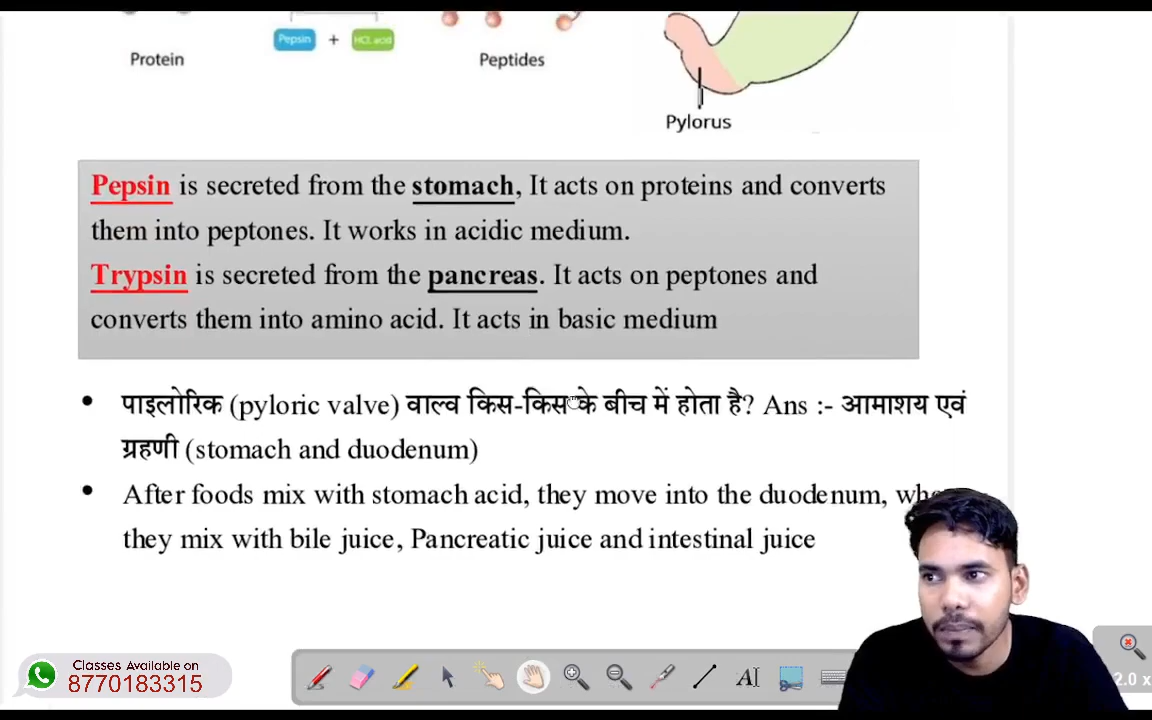 Pepsin + HCL acid
Protein
Peptides
Pylorus
Pepsin is secreted from the stomach, It acts on proteins and converts
them into peptones. It works in acidic medium.
Trypsin is secreted from the pancreas. It acts on peptones and
converts them into amino acid. It acts in basic medium
• पाइलोरिक (pyloric valve) वाल्व किस-किस के बीच में होता है? Ans :- आमाशय एवं
ग्रहणी (stomach and duodenum)
• After foods mix with stomach acid, they move into the duodenum,
they mix with bile juice, Pancreatic juice and intestinal juice
Classes Available on
8770183315
AI
2.0 x